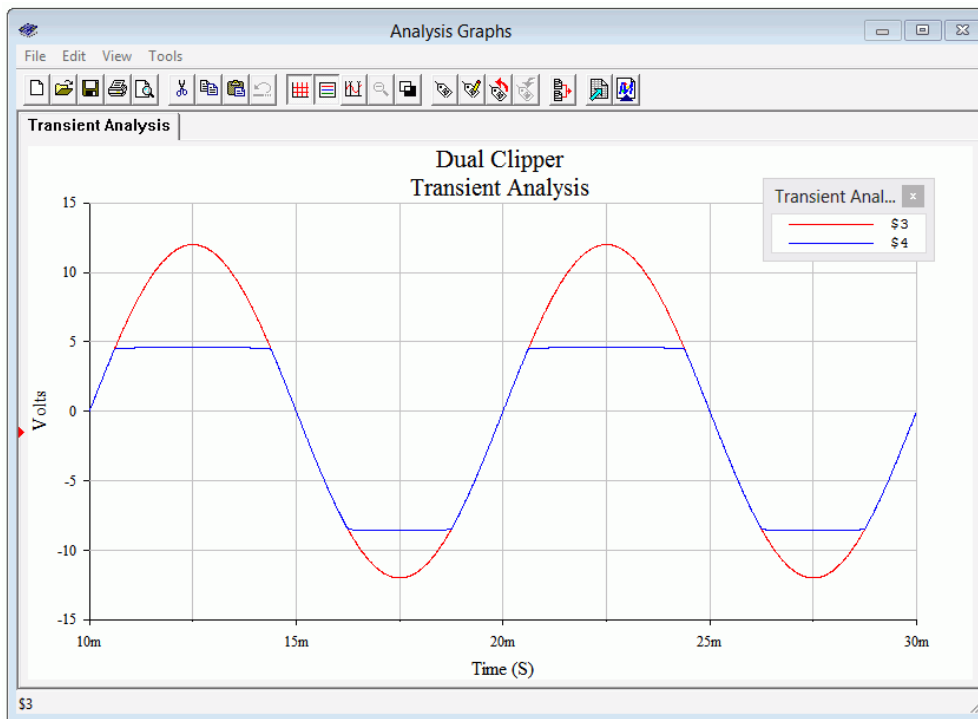 Analysis Graphs
File Edit View Tools
Transient Analysis
Dual Clipper
Transient Analysis
Transient Anal... x
$3
$4
15
10
5
0
-5
-10
-15
Volts
10m 15m 20m 25m 30m
Time (S)
$3